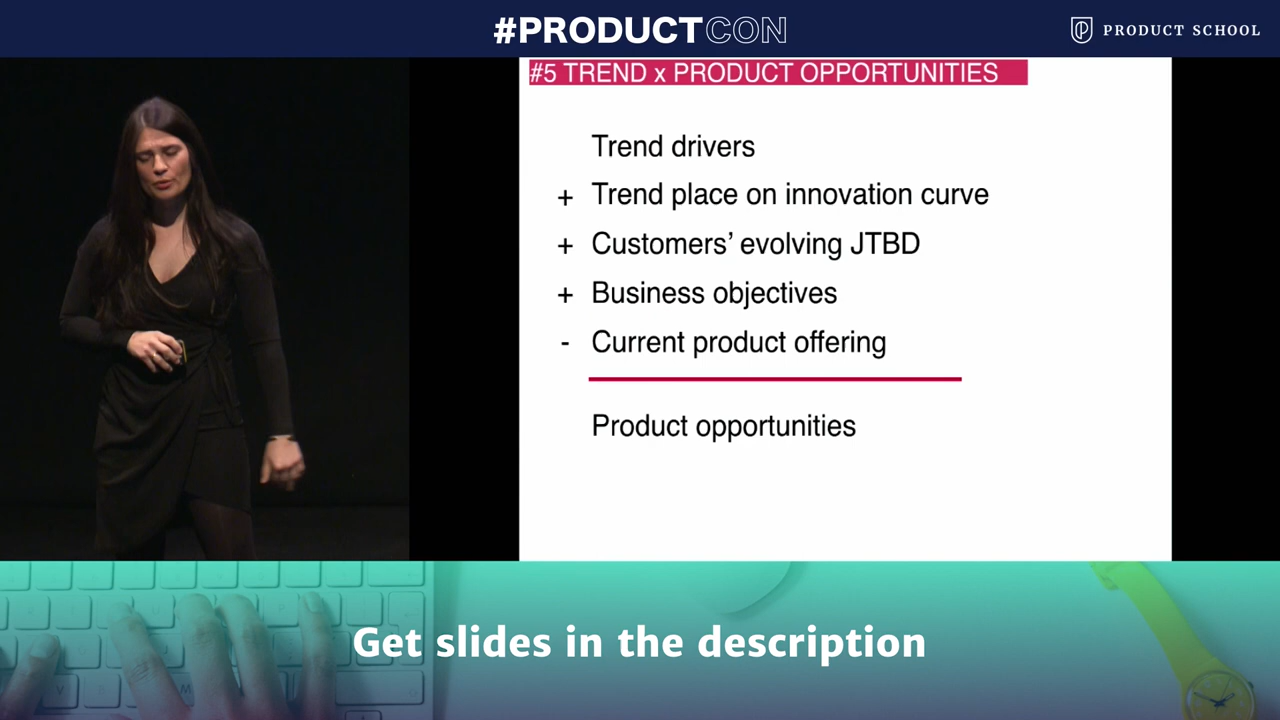 #PRODUCTCON
PRODUCT SCHOOL
#5 TREND x PRODUCT OPPORTUNITIES
Trend drivers
+ Trend place on innovation curve
+ Customers’ evolving JTBD
+ Business objectives
- Current product offering
Product opportunities
Get slides in the description